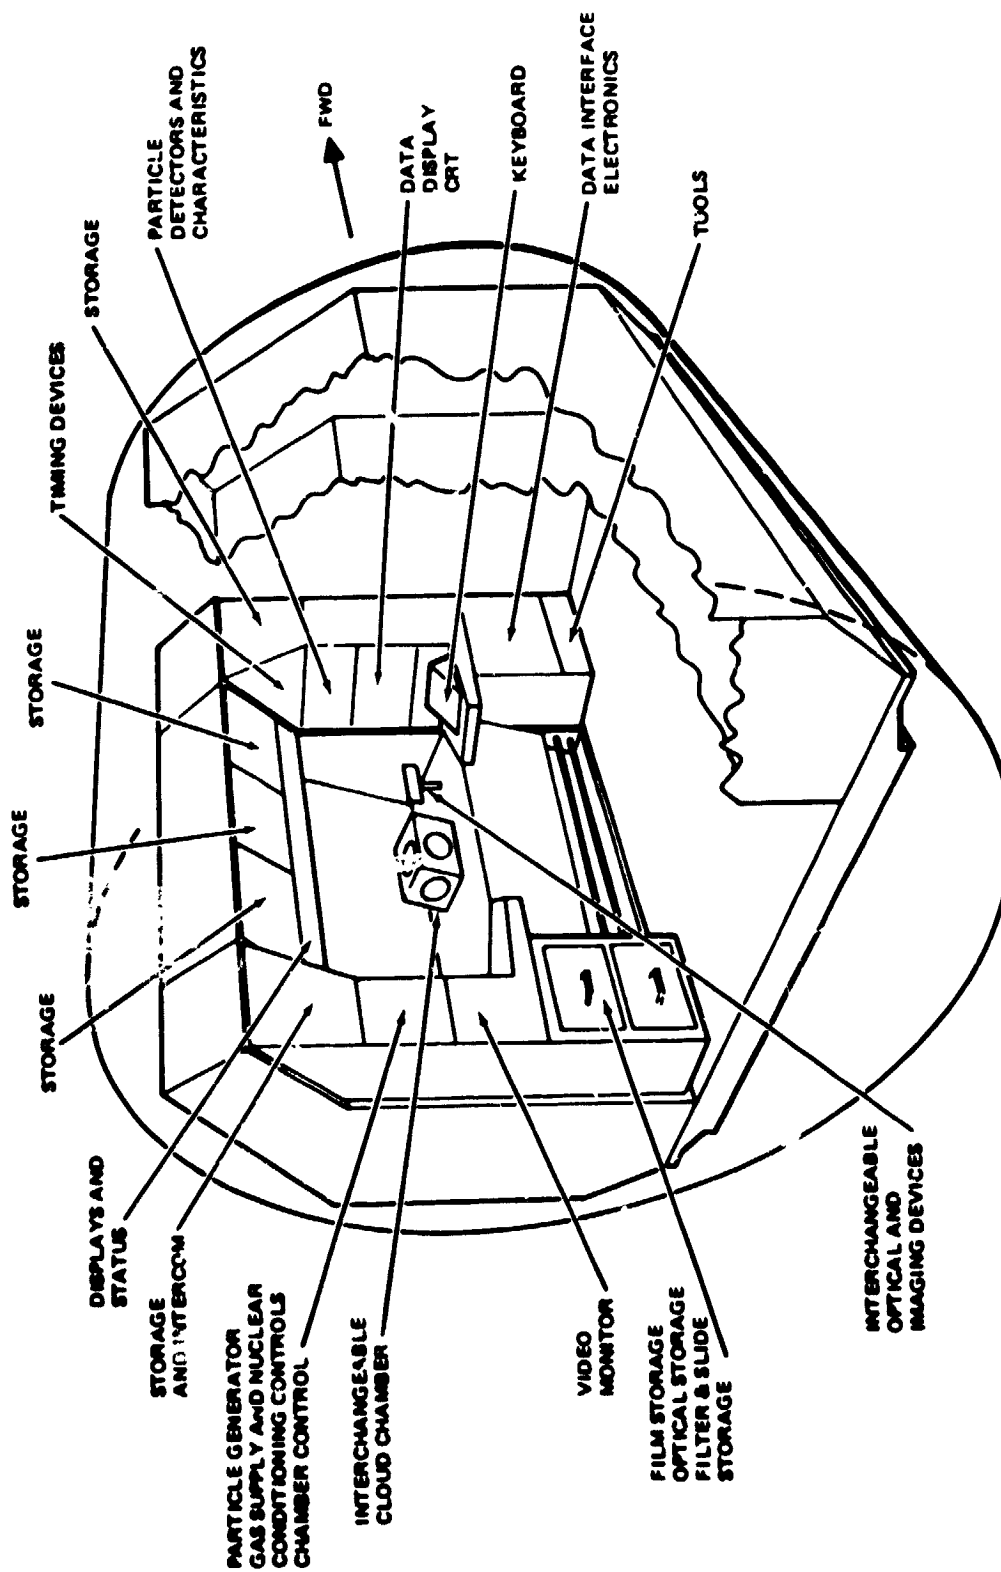 STORAGE
STORAGE
STORAGE
TIMING DEVICES
STORAGE
PARTICLE
DETECTORS AND
CHARACTERISTICS
FWD
DATA
DISPLAY
CRT
KEYBOARD
DATA INTERFACE
ELECTRONICS
TOOLS
DISPLAYS AND
STATUS
STORAGE
AND INTERCOM
PARTICLE GENERATOR
GAS SUPPLY AND NUCLEAR
CONDITIONING CONTROLS
CHAMBER CONTROL
INTERCHANGEABLE
CLOUD CHAMBER
VIDEO
MONITOR
FILM STORAGE
OPTICAL STORAGE
FILTER & SLIDE
STORAGE
INTERCHANGEABLE
OPTICAL AND
IMAGING DEVICES